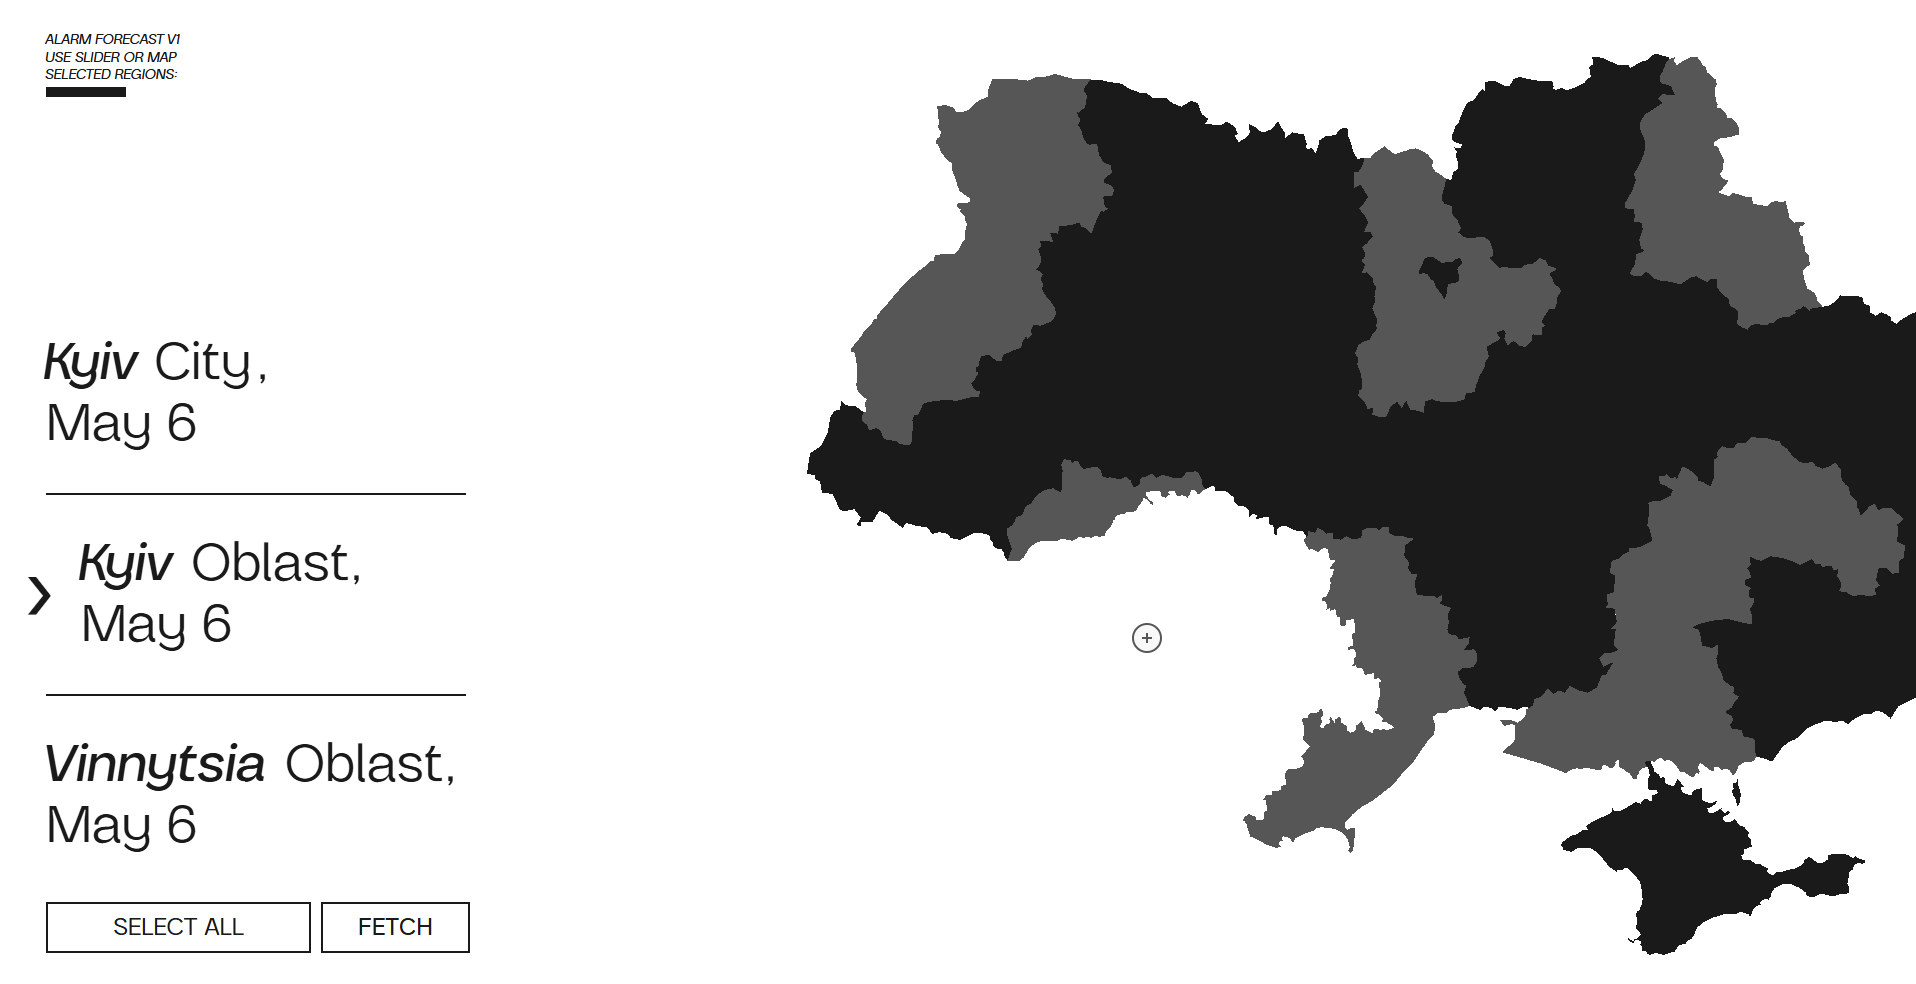 ALARM FORECAST V1
USE SLIDER OR MAP
SELECTED REGIONS:
Kyiv City,
May 6
Kyiv Oblast,
May 6
Vinnytsia Oblast,
May 6
SELECT ALL
FETCH